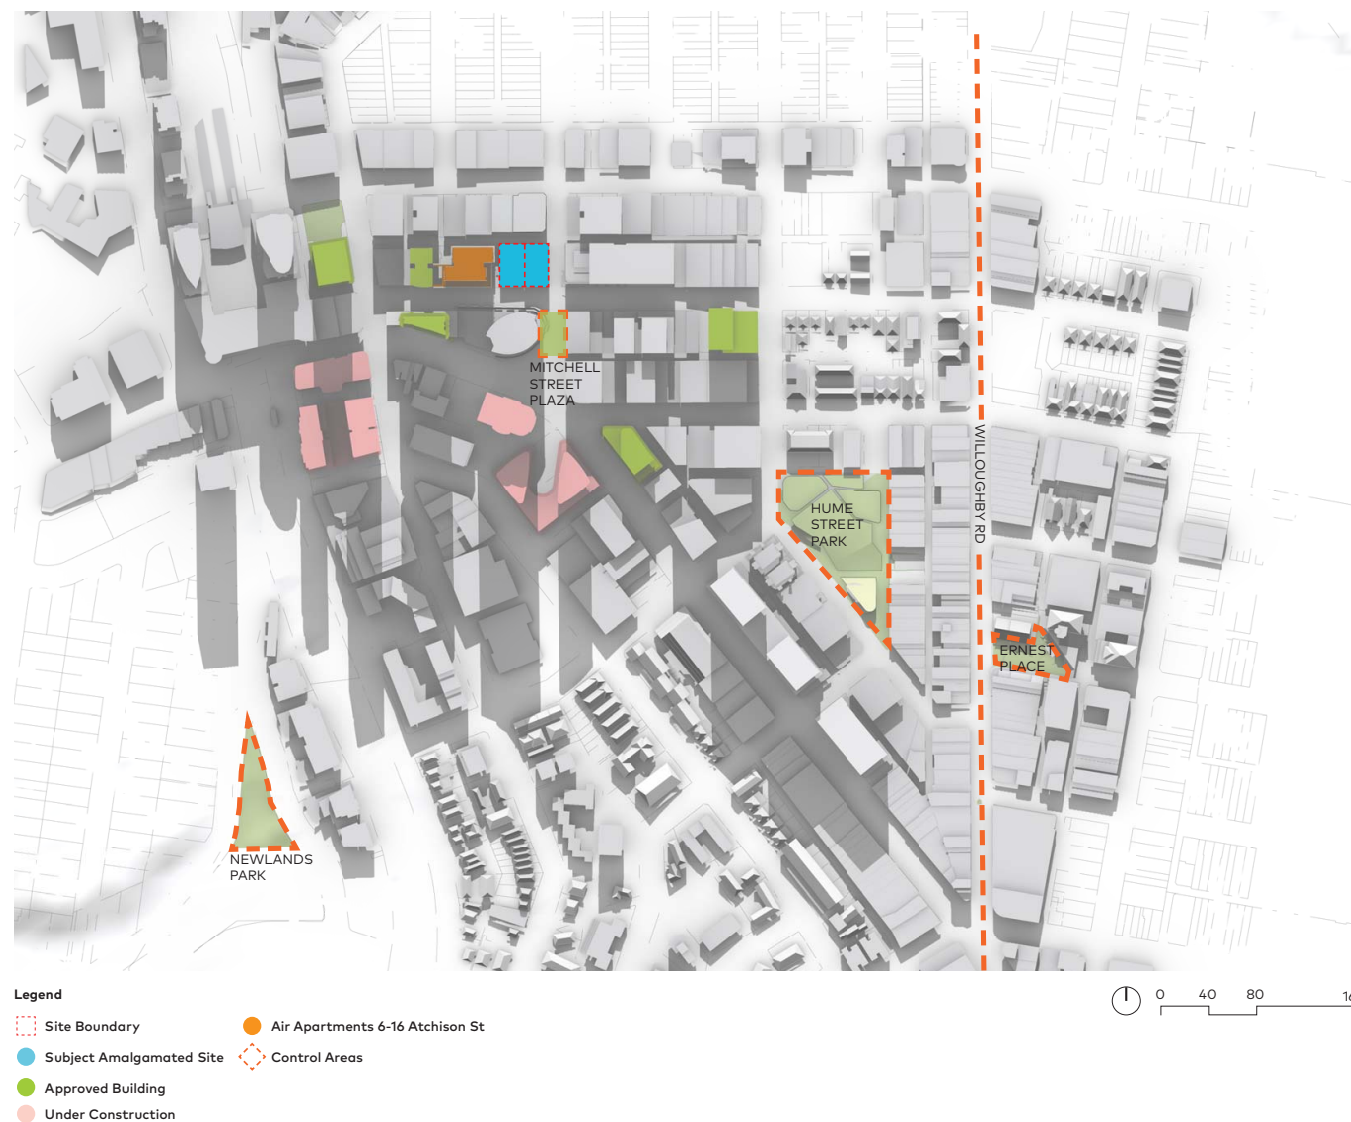 MITCHELL
STREET
PLAZA
WILLOUGHBY RD
HUME
STREET
PARK
ERNEST
PLACE
NEWLANDS
PARK
Legend
Site Boundary
Subject Amalgamated Site
Approved Building
Under Construction
Air Apartments 6-16 Atchison St
Control Areas
0 40 80